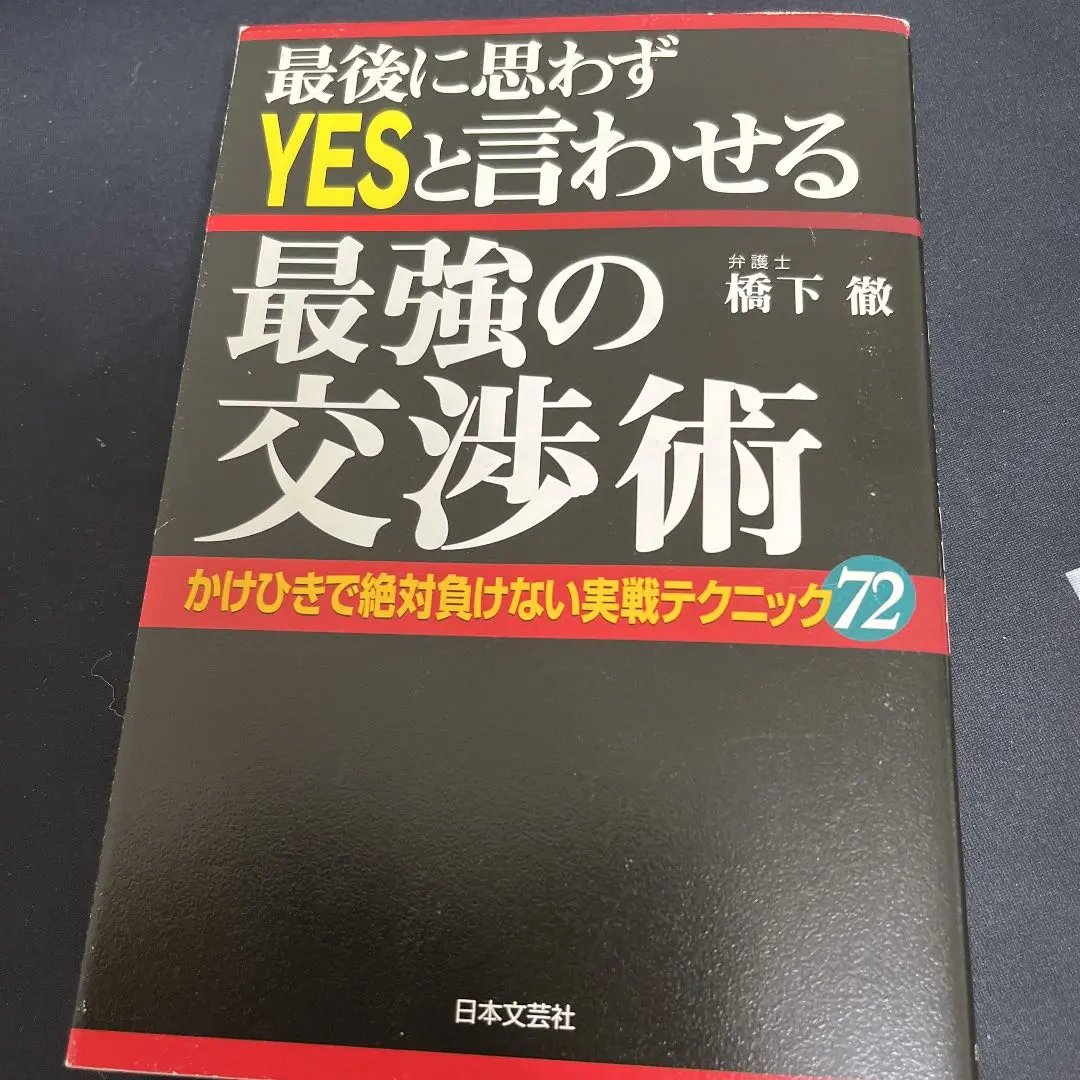 最後に思わず
YESと言わせる
最強の
弁護士
橋下 徹
交渉術
かけひきで絶対負けない実戦テクニック72
日本文芸社